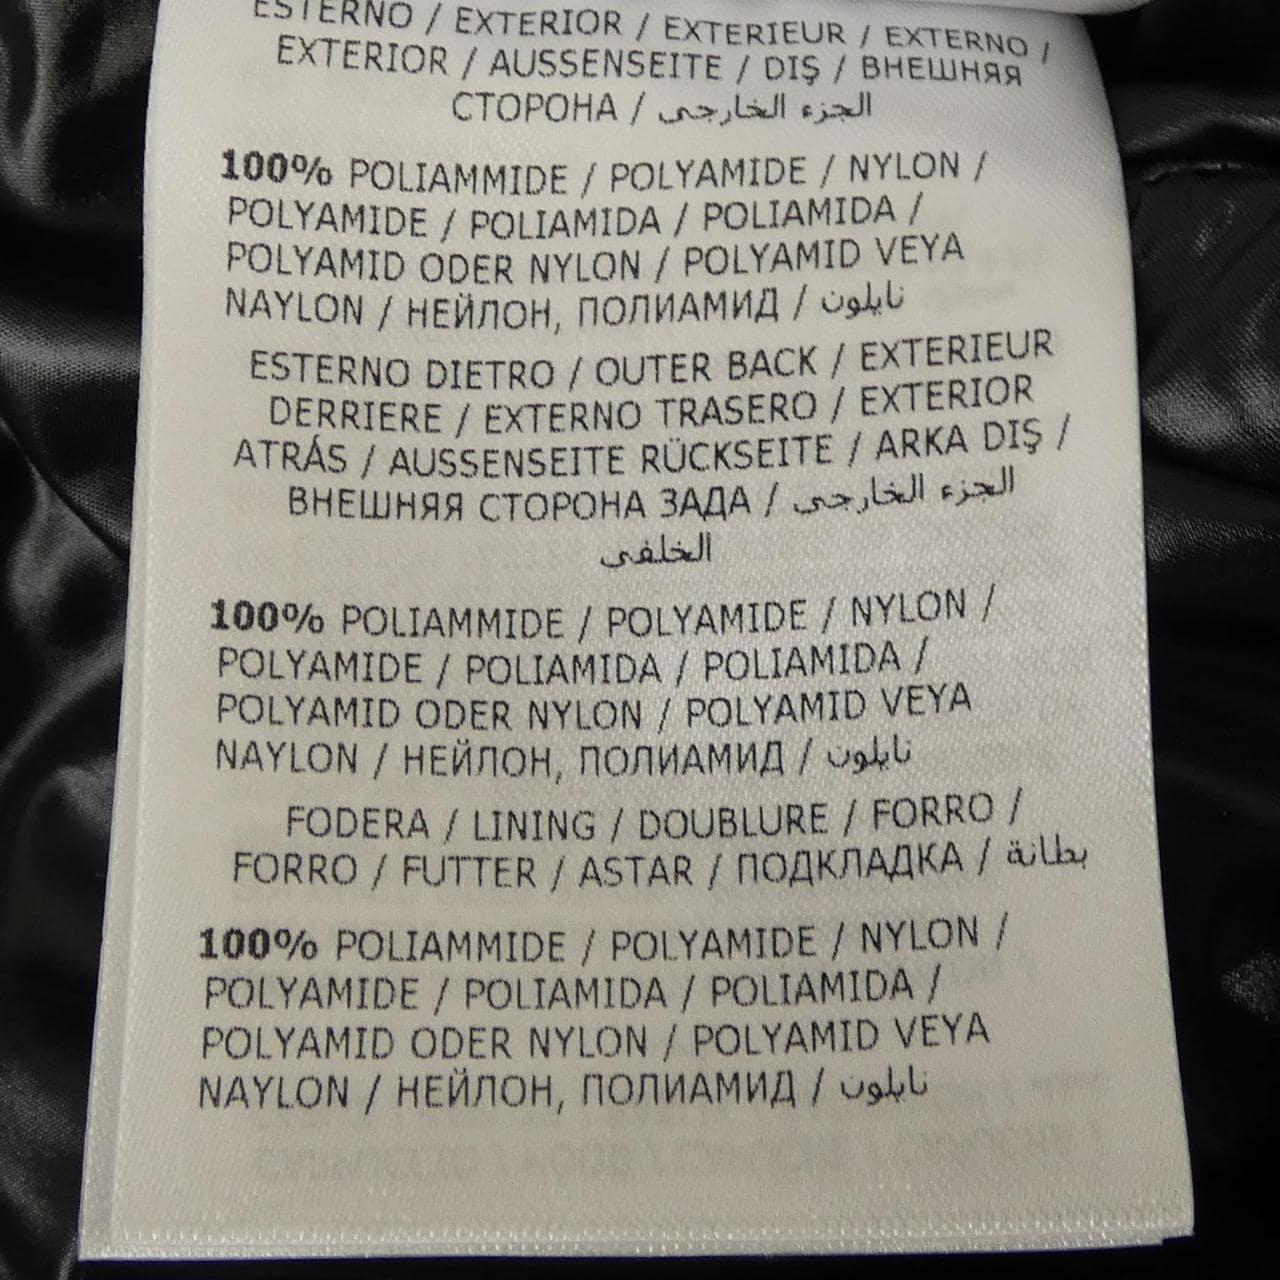 ESTERNO / EXTERIOR / EXTERIEUR / EXTERNO /
EXTERIOR / AUSSENSEITE / DIŞ / ВНЕШНЯЯ
СТОРОНА / الجزء الخارجى
100% POLIAMMIDE / POLYAMIDE / NYLON /
POLYAMIDE / POLIAMIDA / POLIAMIDA /
POLYAMID ODER NYLON / POLYAMID VEYA
NAYLON / НЕЙЛОН, ПОЛИАМИД / نايلون
ESTERNO DIETRO / OUTER BACK / EXTERIEUR
DERRIERE / EXTERNO TRASERO / EXTERIOR
ATRÁS / AUSSENSEITE RÜCKSEITE / ARKA DIŞ /
ВНЕШНЯЯ СТОРОНА ЗАДА / الجزء الخارجى
الخلفى
100% POLIAMMIDE / POLYAMIDE / NYLON /
POLYAMIDE / POLIAMIDA / POLIAMIDA /
POLYAMID ODER NYLON / POLYAMID VEYA
NAYLON / НЕЙЛОН, ПОЛИАМИД / نايلون
FODERA / LINING / DOUBLURE / FORRO /
FORRO / FUTTER / ASTAR / ПОДКЛАДКА / بطانة
100% POLIAMMIDE / POLYAMIDE / NYLON /
POLYAMIDE / POLIAMIDA / POLIAMIDA /
POLYAMID ODER NYLON / POLYAMID VEYA
NAYLON / НЕЙЛОН, ПОЛИАМИД / نايلون